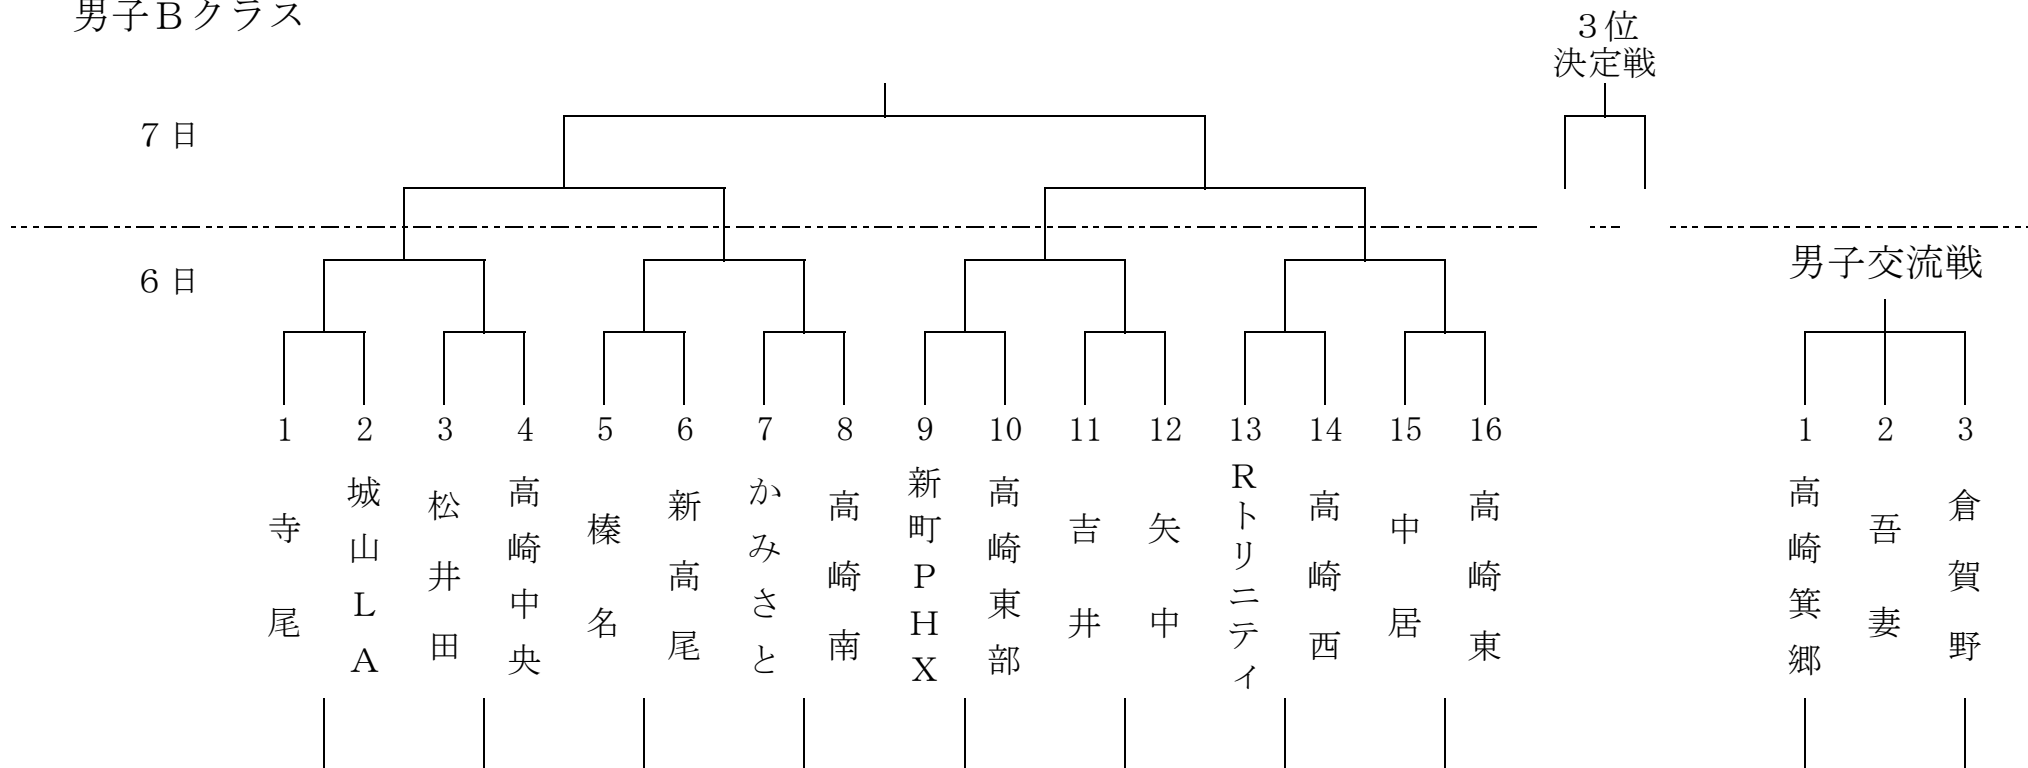 男子Ｂクラス
３位
決定戦
７日
６日
男子交流戦
1 2 3 4 5 6 7 8 9 10 11 12 13 14 15 16 1 2 3
寺尾
城山ＬＡ
松井田
高崎中央
榛名
新高尾
かみさと
高崎南
新町ＰＨＸ
高崎東部
吉井
矢中
Ｒトリニティ
高崎西
中居
高崎東
高崎箕郷
吾妻
倉賀野